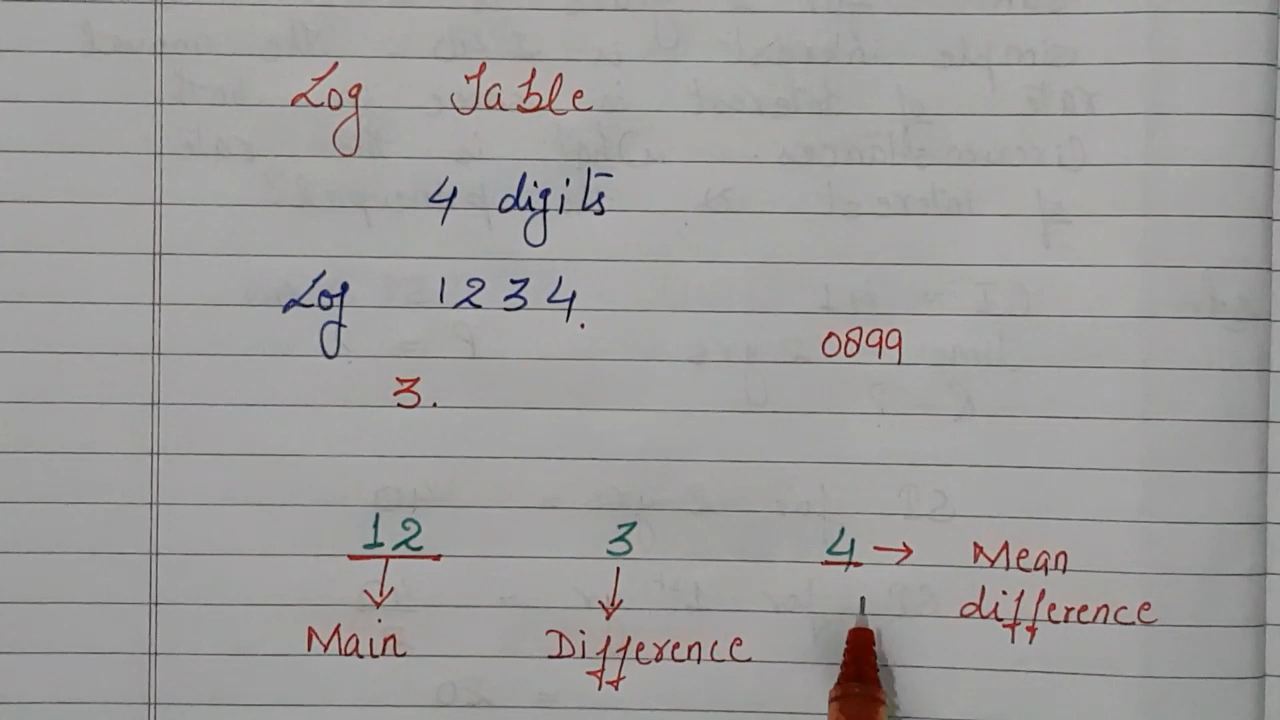 Log Table
4 digits
Log 1234.
0899
3.
12 3 4 → Mean
difference
Main Difference